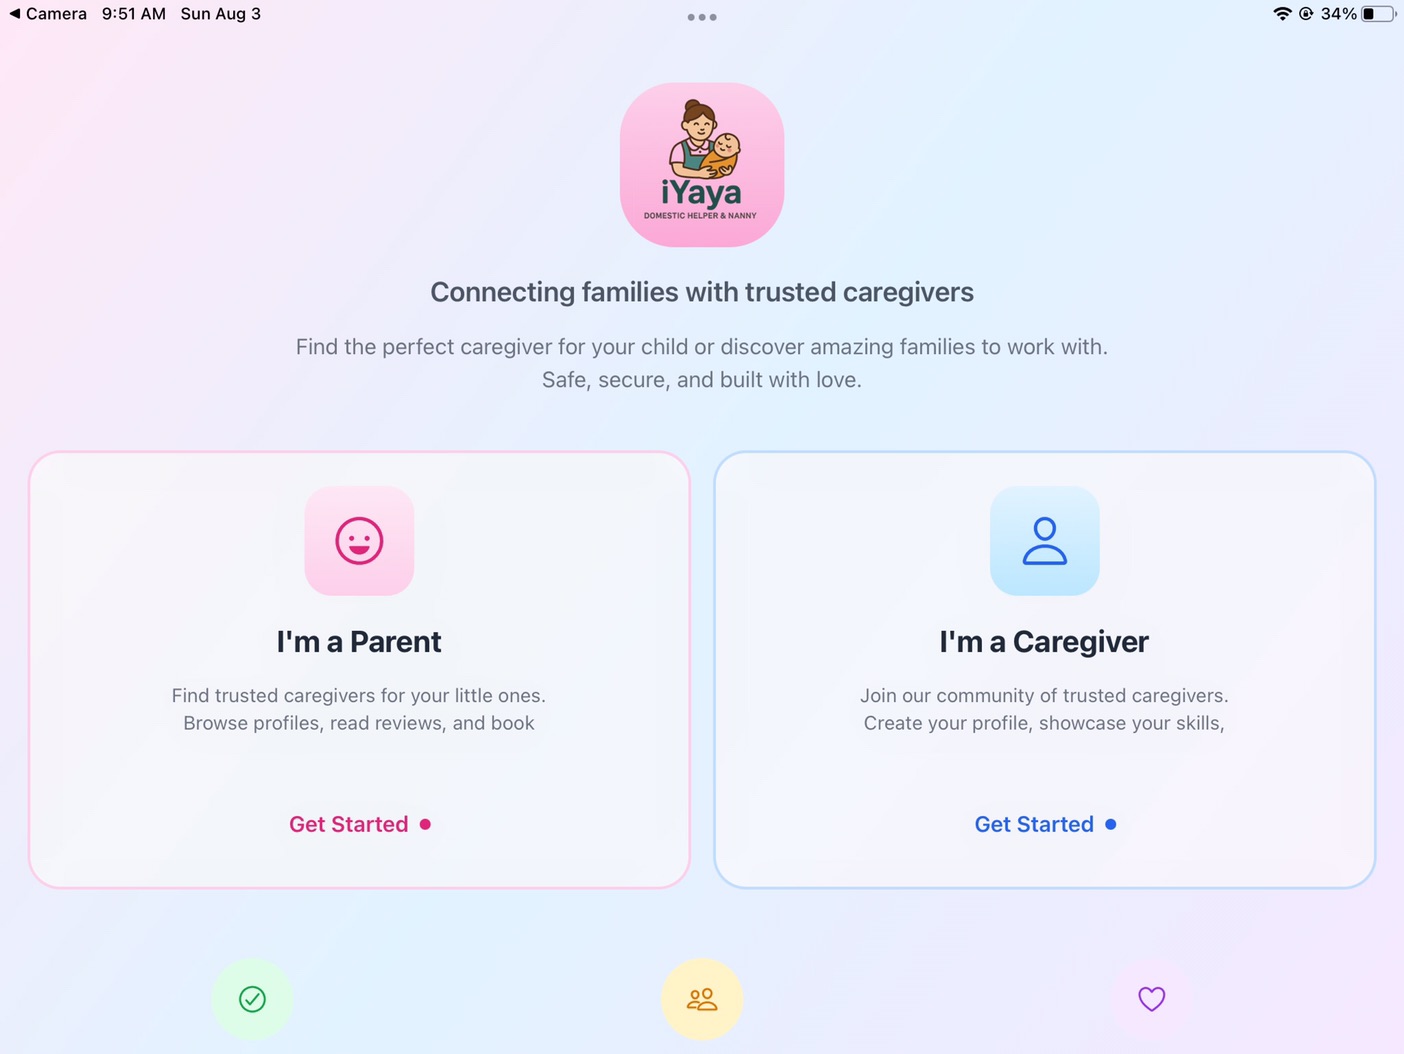 Camera 9:51 AM Sun Aug 3
34%
iYaya
DOMESTIC HELPER & NANNY
Connecting families with trusted caregivers
Find the perfect caregiver for your child or discover amazing families to work with.
Safe, secure, and built with love.
I'm a Parent
Find trusted caregivers for your little ones.
Browse profiles, read reviews, and book
Get Started
I'm a Caregiver
Join our community of trusted caregivers.
Create your profile, showcase your skills,
Get Started